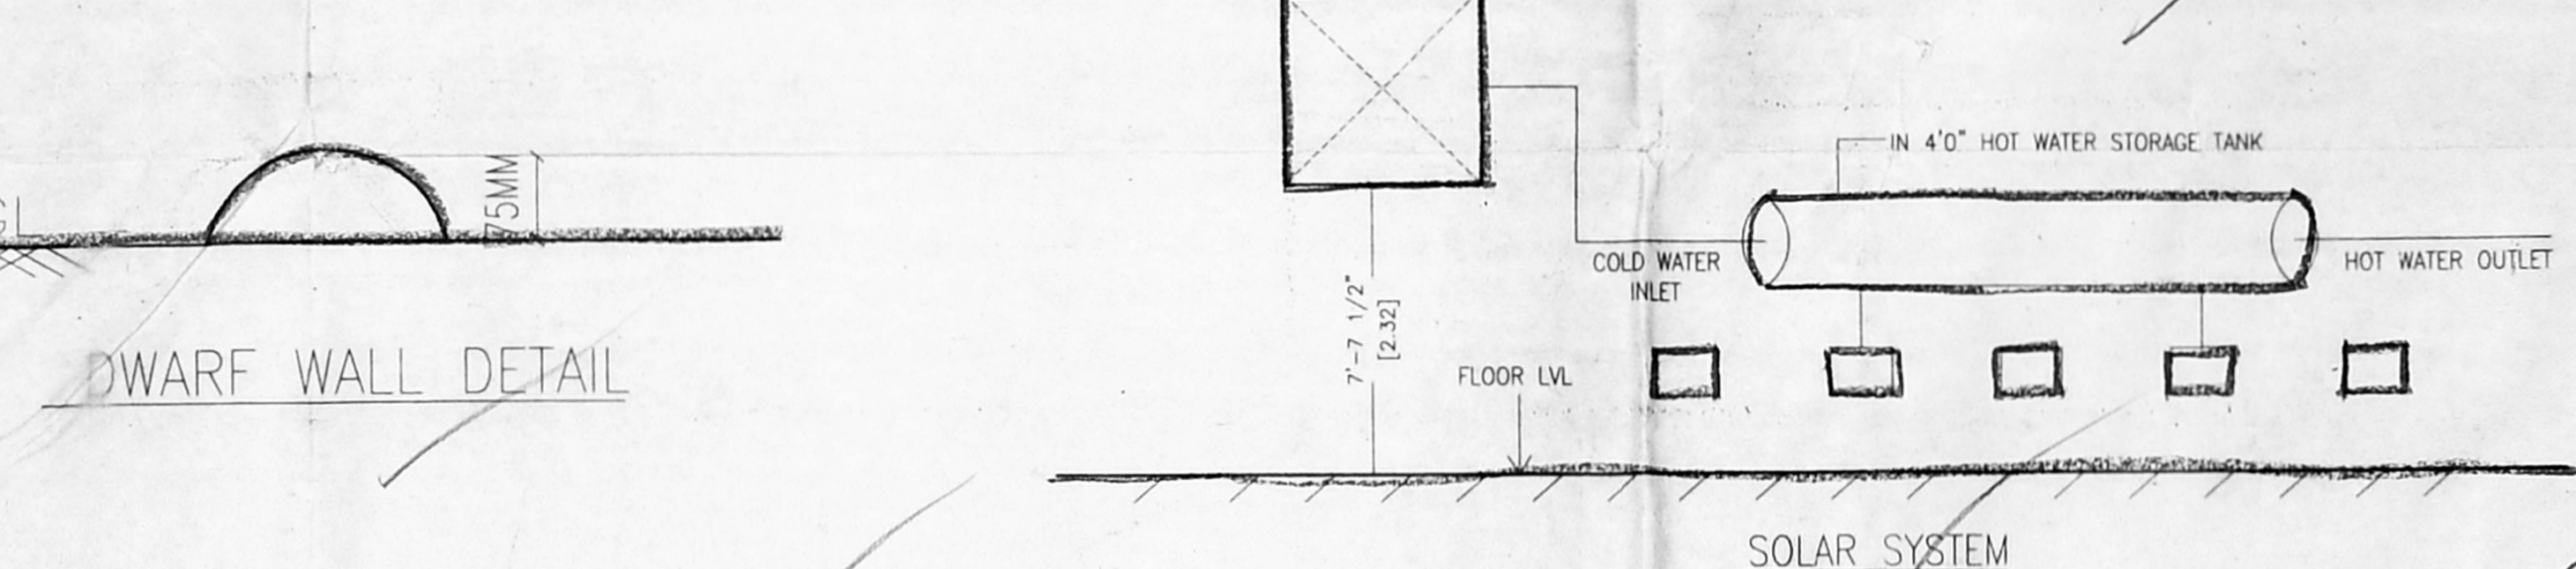 75MM
DWARF WALL DETAIL
7'-7 1/2"
[2.32]
FLOOR LVL
COLD WATER
INLET
IN 4'0" HOT WATER STORAGE TANK
HOT WATER OUTLET
SOLAR SYSTEM